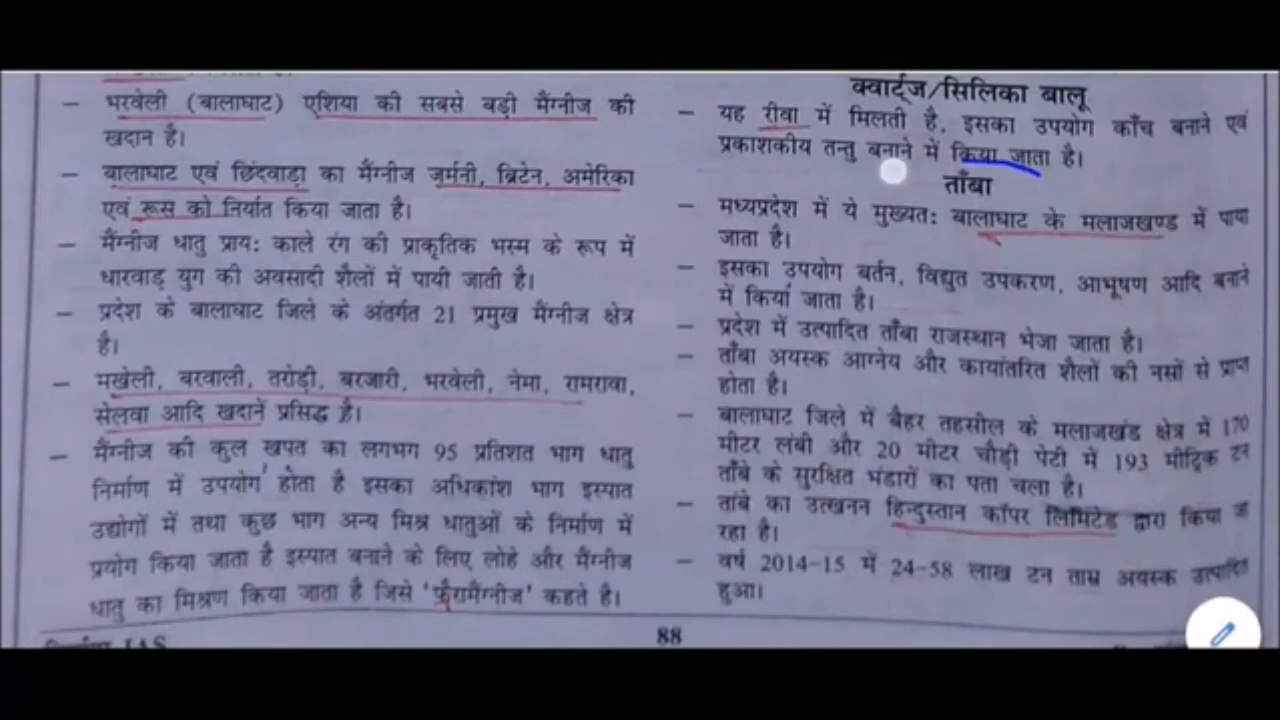 भरवेली (बालाघाट) एशिया की सबसे बड़ी मैंग्नीज की
खदान है।
बालाघाट एवं छिंदवाड़ा का मैंग्नीज जर्मनी, ब्रिटेन, अमेरिका
एवं रूस को निर्यात किया जाता है।
मैंग्नीज धातु प्राय: काले रंग की प्राकृतिक भस्म के रूप में
धारवाड़ युग की अवसादी शैलों में पायी जाती है।
प्रदेश के बालाघाट जिले के अंतर्गत 21 प्रमुख मैंग्नीज क्षेत्र
है।
मखेली, बरवाली, तरोड़ी, बरजारी, भरवेली, नेमा, रामरावा,
सेलवा आदि खदानें प्रसिद्ध है।
मैंग्नीज की कुल खपत का लगभग 95 प्रतिशत भाग धातु
निर्माण में उपयोग होता है इसका अधिकांश भाग इस्पात
उद्योगों में तथा कुछ भाग अन्य मिश्र धातुओं के निर्माण में
प्रयोग किया जाता है इस्पात बनाने के लिए लोहे और मैंग्नीज
धातु का मिश्रण किया जाता है जिसे 'फैरामैंग्नीज' कहते है।
क्वार्ट्ज/सिलिका बालू
यह रीवा में मिलती है, इसका उपयोग काँच बनाने एवं
प्रकाशकीय तन्तु बनाने में किया जाता है।
ताँबा
मध्यप्रदेश में ये मुख्यत: बालाघाट के मलाजखण्ड में पाया
जाता है।
इसका उपयोग बर्तन, विद्युत उपकरण, आभूषण आदि बनाने
में किया जाता है।
प्रदेश में उत्पादित ताँबा राजस्थान भेजा जाता है।
ताँबा अयस्क आग्नेय और कायांतरित शैलों की नसों से प्राप्त
होता है।
बालाघाट जिले में बैहर तहसील के मलाजखंड क्षेत्र में 170
मीटर लंबी और 20 मीटर चौड़ी पेटी में 193 मीट्रिक टन
ताँबे के सुरक्षित भंडारों का पता चला है।
तांबे का उत्खनन हिन्दुस्तान कॉपर लिमिटेड द्वारा किया जा
रहा है।
वर्ष 2014-15 में 24-58 लाख टन ताम्र अयस्क उत्पादित
हुआ।
88
IAS